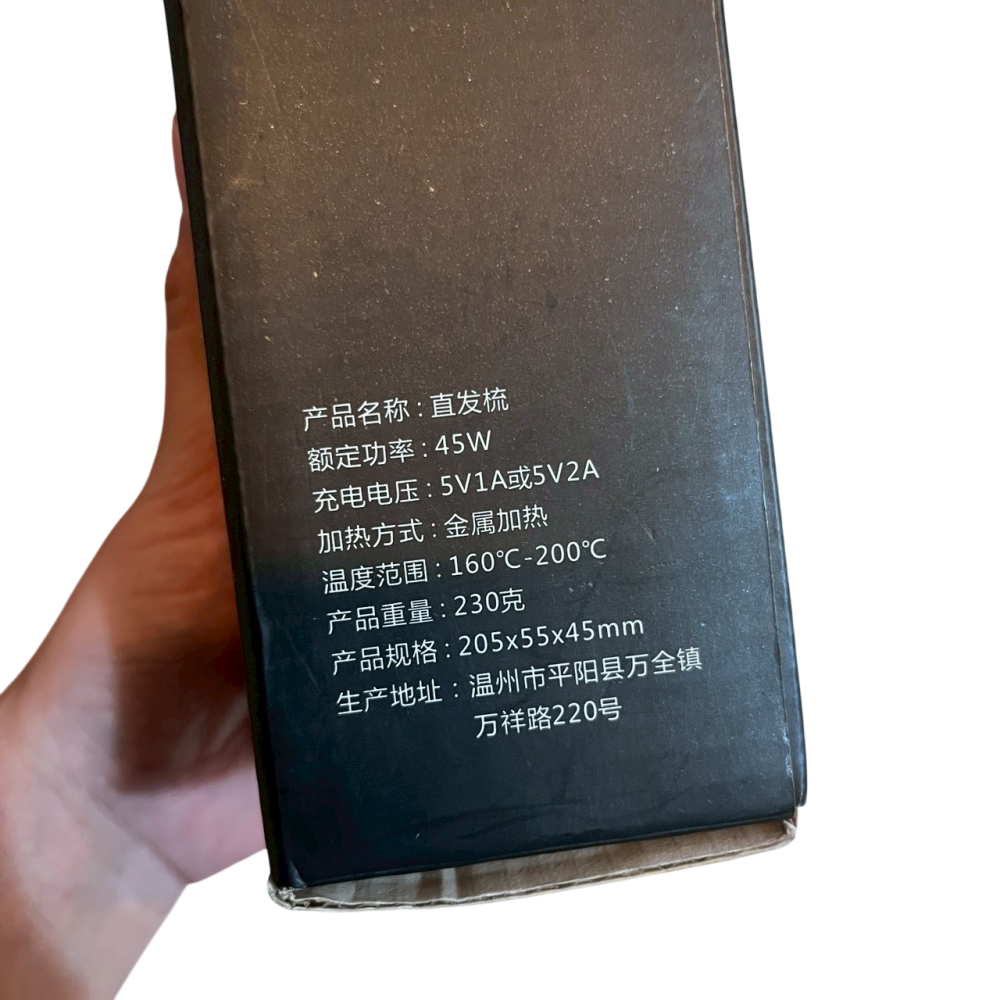 产品名称：直发梳
额定功率：45W
充电电压：5V1A或5V2A
加热方式：金属加热
温度范围：160℃-200℃
产品重量：230克
产品规格：205x55x45mm
生产地址：温州市平阳县万全镇
万祥路220号